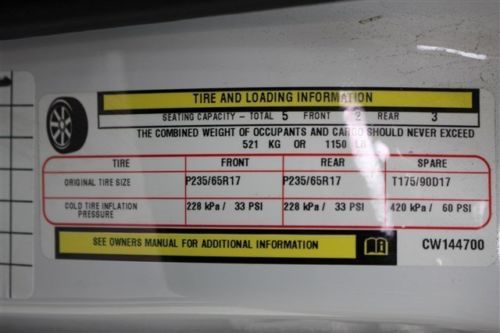 TIRE AND LOADING INFORMATION
SEATING CAPACITY - TOTAL 5 FRONT 2 REAR 3
THE COMBINED WEIGHT OF OCCUPANTS AND CARGO SHOULD NEVER EXCEED
521 KG OR 1150 LB
TIRE FRONT REAR SPARE
ORIGINAL TIRE SIZE P235/65R17 P235/65R17 T175/90D17
COLD TIRE INFLATION PRESSURE 228 kPa / 33 PSI 228 kPa / 33 PSI 420 kPa / 60 PSI
SEE OWNERS MANUAL FOR ADDITIONAL INFORMATION CW144700